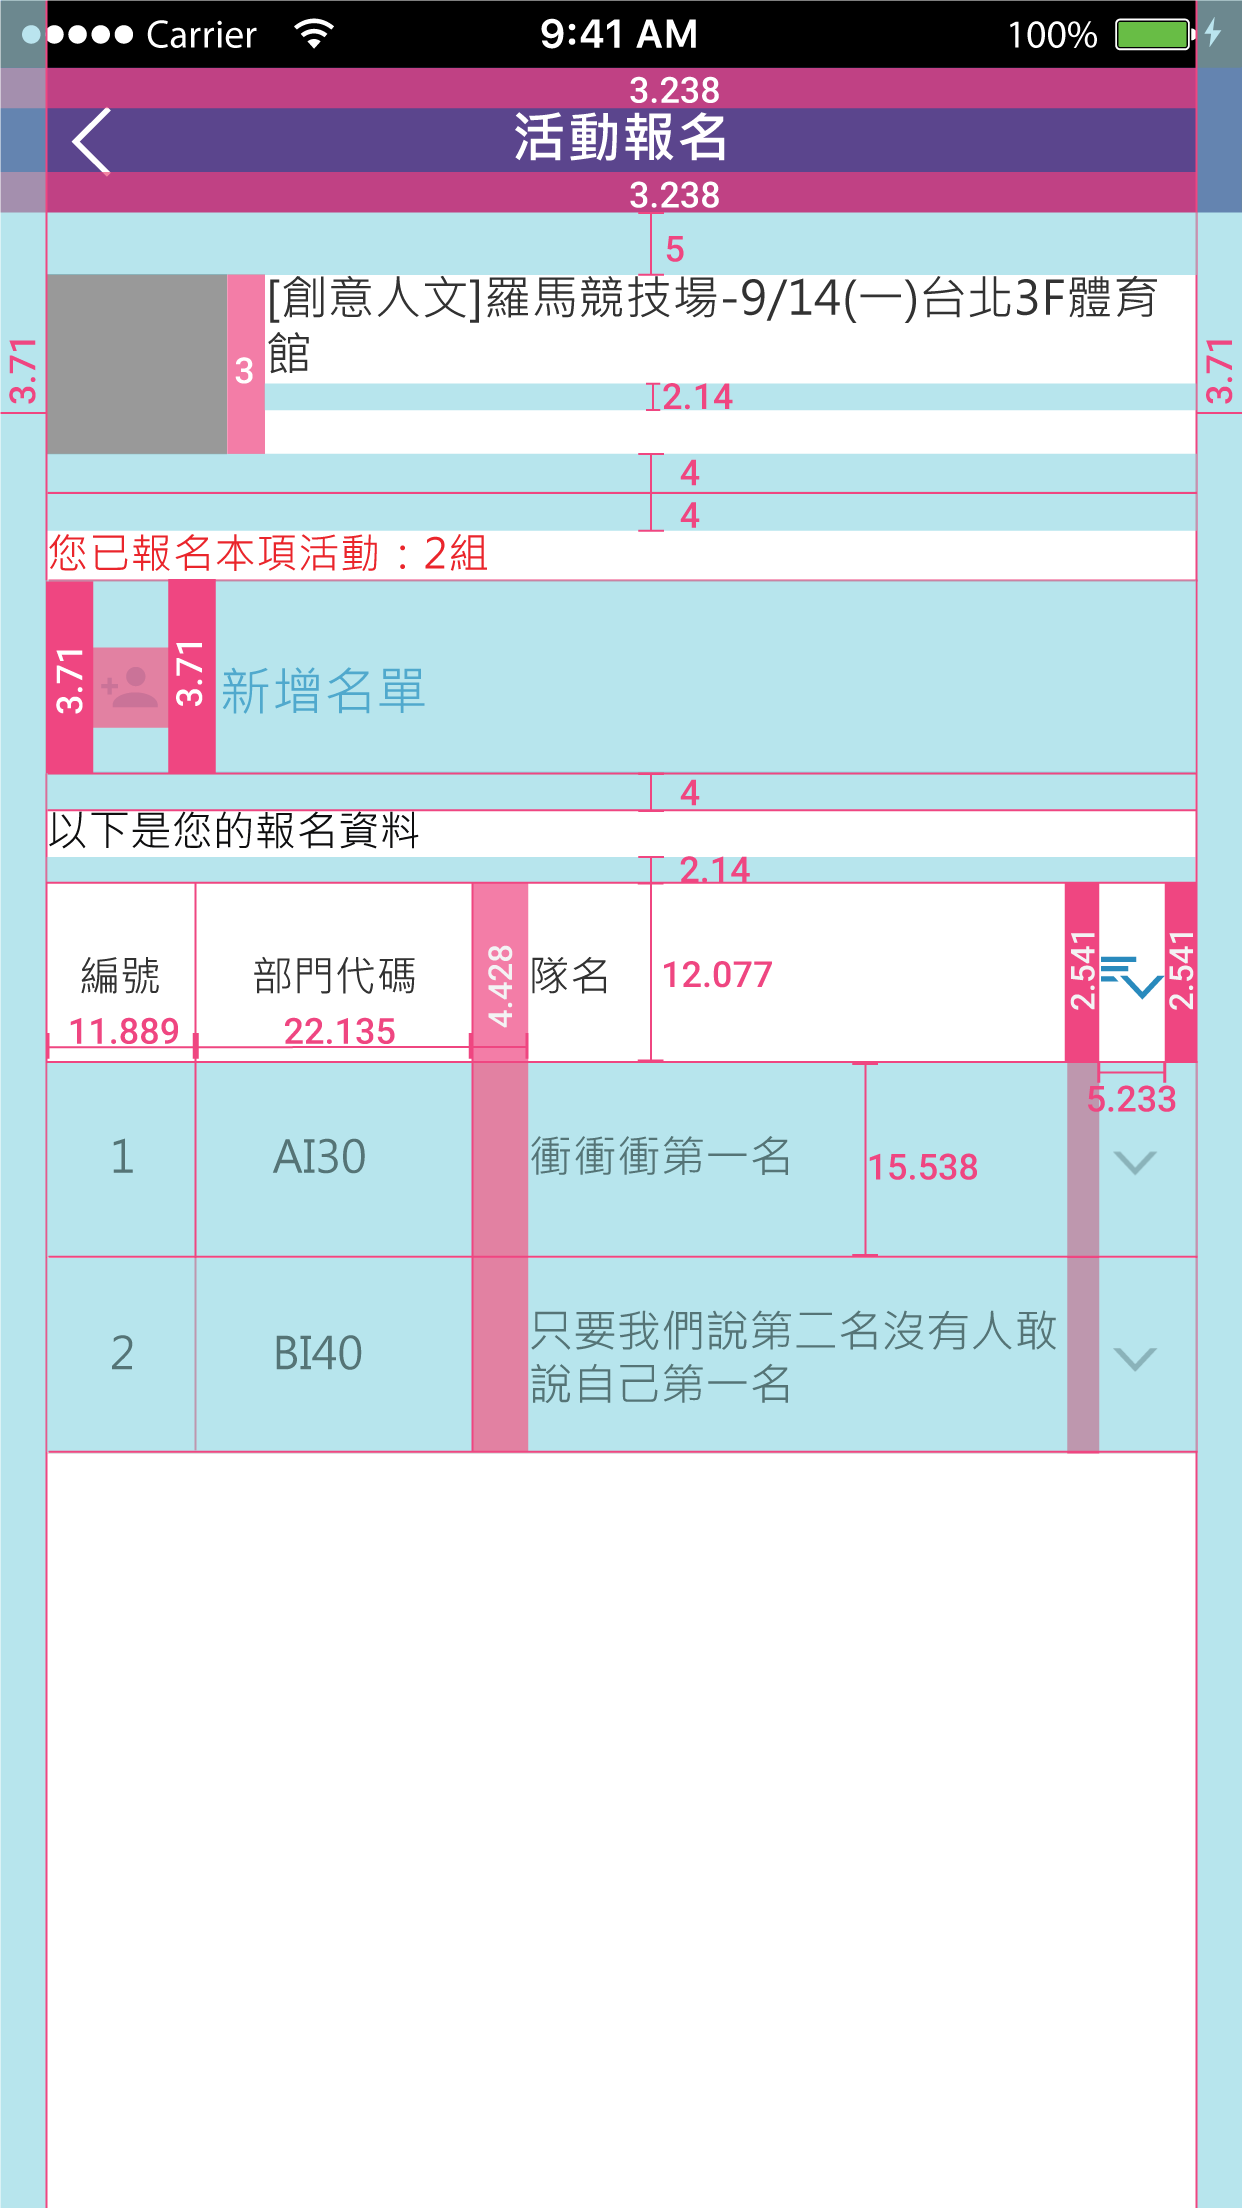 Carrier 9:41 AM 100%
3.238
活動報名
3.238
5
[創意人文]羅馬競技場-9/14(一)台北3F體育
館
3
3.71
3.71
2.14
4
4
您已報名本項活動：2組
3.71
3.71
新增名單
4
以下是您的報名資料
2.14
編號 部門代碼 4.428 隊名 12.077 2.541 2.541
11.889 22.135
5.233
1 AI30 衝衝衝第一名 15.538
2 BI40 只要我們說第二名沒有人敢
說自己第一名